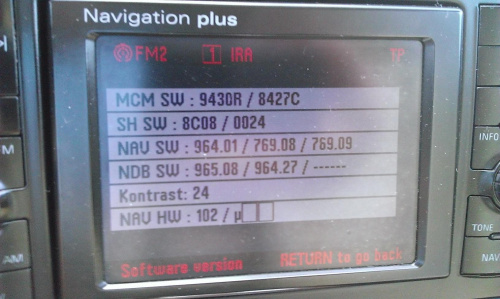 Navigation plus
FM2 1 IRA TP
MCM SW : 9430R / 8427C
SH SW : 8C08 / 0024
NAV SW : 964.01 / 769.08 / 769.09
NDB SW : 965.08 / 964.27 / ------
Kontrast: 24
NAV HW : 102 / µ
Software version RETURN to go back
INFO
TONE
NAV
AM